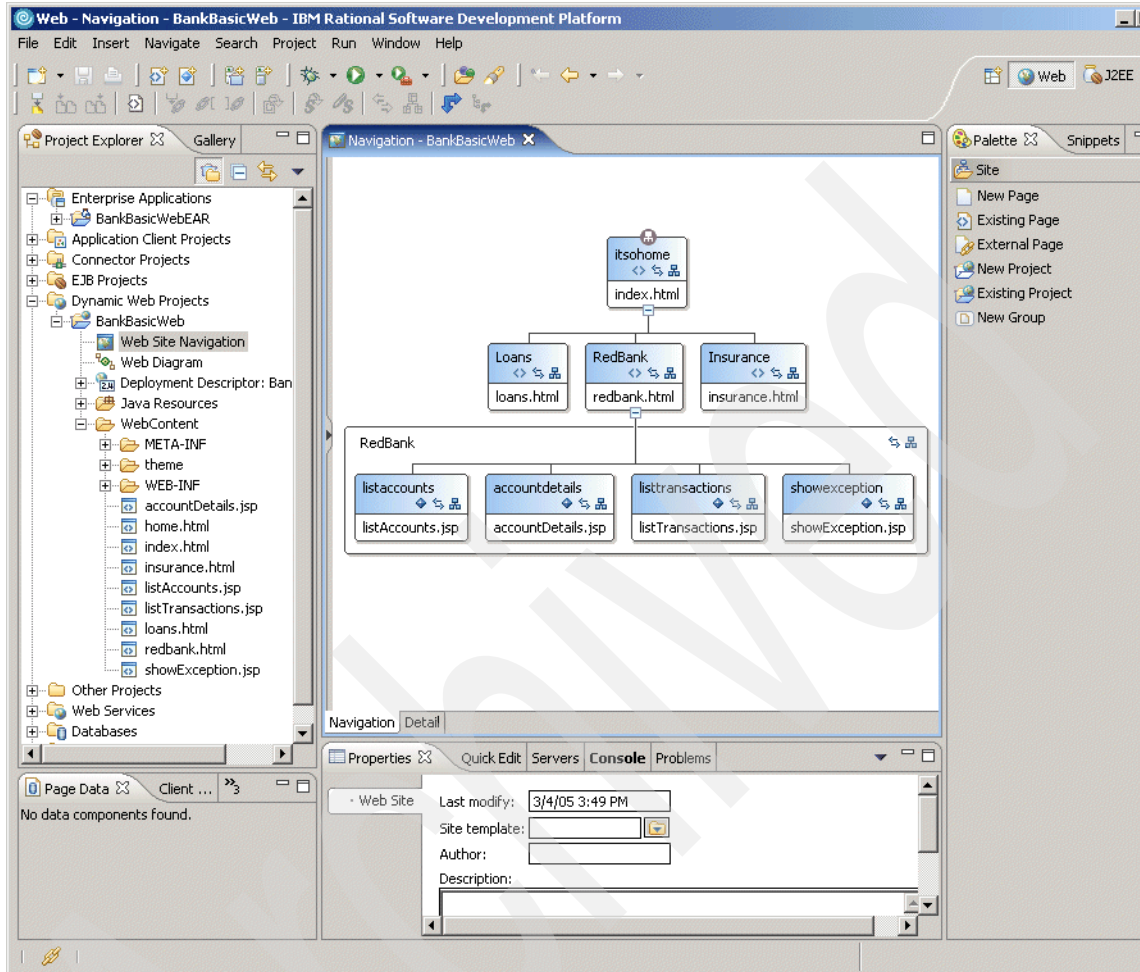 Web - Navigation - BankBasicWeb - IBM Rational Software Development Platform
File Edit Insert Navigate Search Project Run Window Help
Web J2EE
Project Explorer Gallery
Enterprise Applications
BankBasicWebEAR
Application Client Projects
Connector Projects
EJB Projects
Dynamic Web Projects
BankBasicWeb
Web Site Navigation
Web Diagram
Deployment Descriptor: Ban
Java Resources
WebContent
META-INF
theme
WEB-INF
accountDetails.jsp
home.html
index.html
insurance.html
listAccounts.jsp
listTransactions.jsp
loans.html
redbank.html
showException.jsp
Other Projects
Web Services
Databases
Page Data Client ... »3
No data components found.
Navigation - BankBasicWeb
itsohome
index.html
Loans RedBank Insurance
loans.html redbank.html insurance.html
RedBank
listaccounts accountdetails listtransactions showexception
listAccounts.jsp accountDetails.jsp listTransactions.jsp showException.jsp
Navigation Detail
Properties Quick Edit Servers Console Problems
Web Site
Last modify: 3/4/05 3:49 PM
Site template:
Author:
Description:
Palette Snippets
Site
New Page
Existing Page
External Page
New Project
Existing Project
New Group
Archived